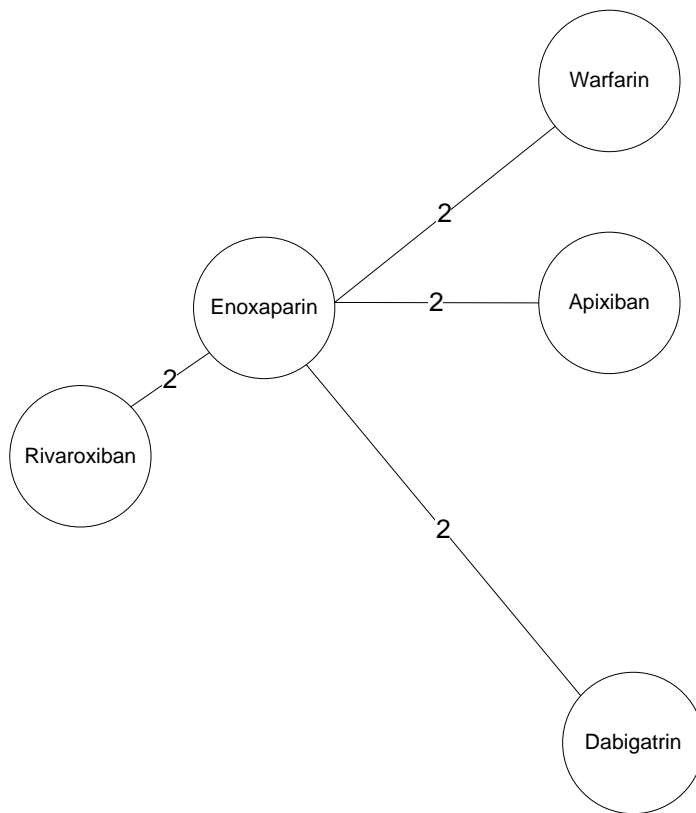 Warfarin
2
Enoxaparin
2
Apixiban
2
Rivaroxiban
2
Dabigatrin